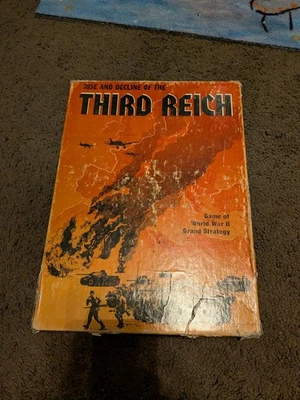 RISE AND DECLINE OF THE
THIRD REICH
Game of
World War II
Grand Strategy